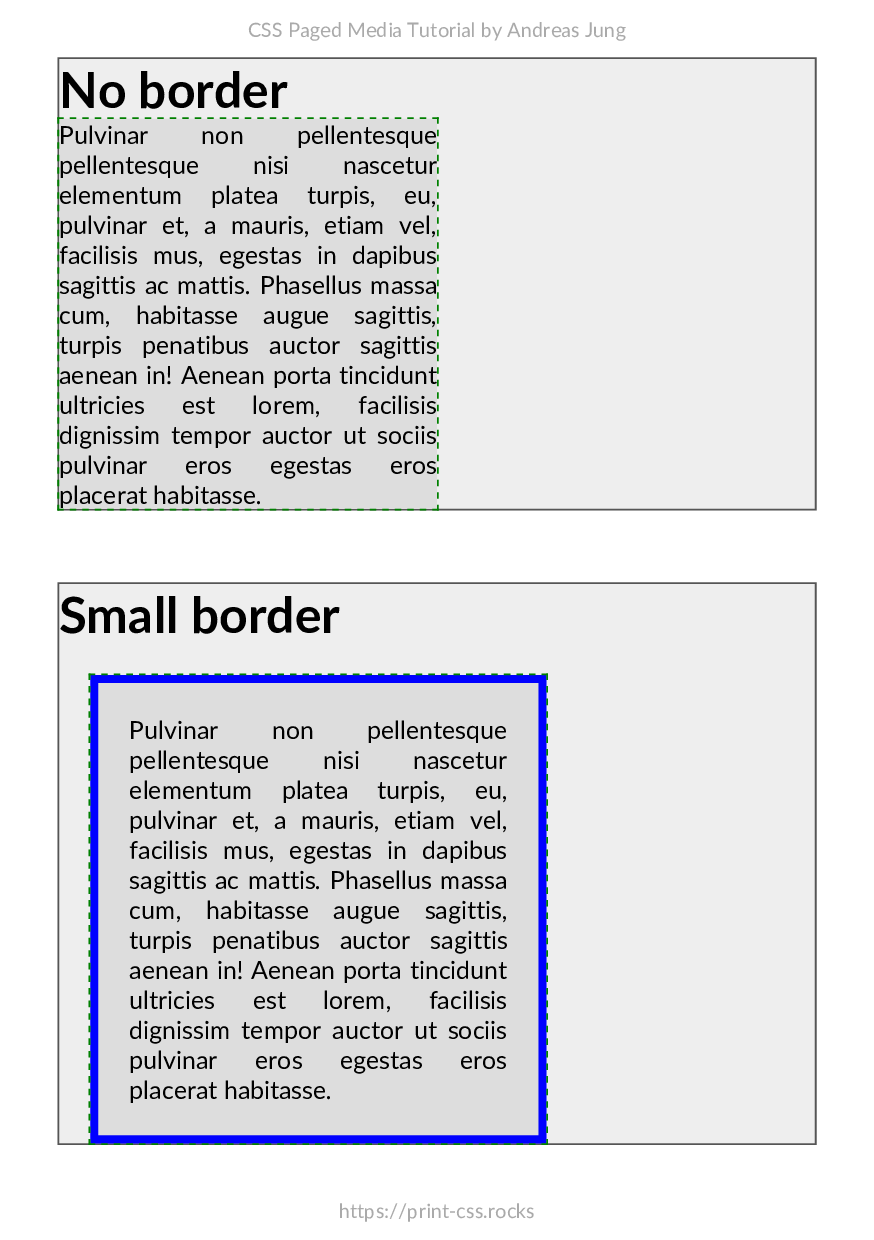 CSS Paged Media Tutorial by Andreas Jung
No border
Pulvinar non pellentesque
pellentesque nisi nascetur
elementum platea turpis, eu,
pulvinar et, a mauris, etiam vel,
facilisis mus, egestas in dapibus
sagittis ac mattis. Phasellus massa
cum, habitasse augue sagittis,
turpis penatibus auctor sagittis
aenean in! Aenean porta tincidunt
ultricies est lorem, facilisis
dignissim tempor auctor ut sociis
pulvinar eros egestas eros
placerat habitasse.
Small border
Pulvinar non pellentesque
pellentesque nisi nascetur
elementum platea turpis, eu,
pulvinar et, a mauris, etiam vel,
facilisis mus, egestas in dapibus
sagittis ac mattis. Phasellus massa
cum, habitasse augue sagittis,
turpis penatibus auctor sagittis
aenean in! Aenean porta tincidunt
ultricies est lorem, facilisis
dignissim tempor auctor ut sociis
pulvinar eros egestas eros
placerat habitasse.
https://print-css.rocks